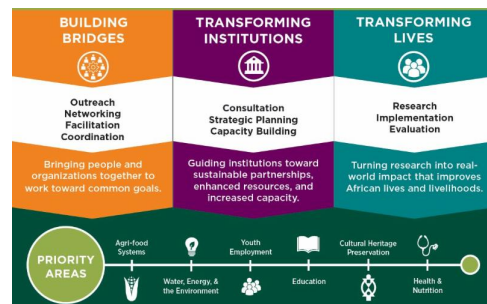 BUILDING
BRIDGES
Outreach
Networking
Facilitation
Coordination
Bringing people and
organizations together to
work toward common goals.
TRANSFORMING
INSTITUTIONS
Consultation
Strategic Planning
Capacity Building
Guiding institutions toward
sustainable partnerships,
enhanced resources, and
increased capacity.
TRANSFORMING
LIVES
Research
Implementation
Evaluation
Turning research into real-
world impact that improves
African lives and livelihoods.
PRIORITY
AREAS
Agri-food
Systems
Water, Energy, &
the Environment
Youth
Employment
Education
Cultural Heritage
Preservation
Health &
Nutrition